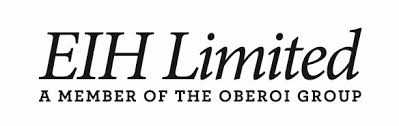 EIH Limited
A MEMBER OF THE OBEROI GROUP